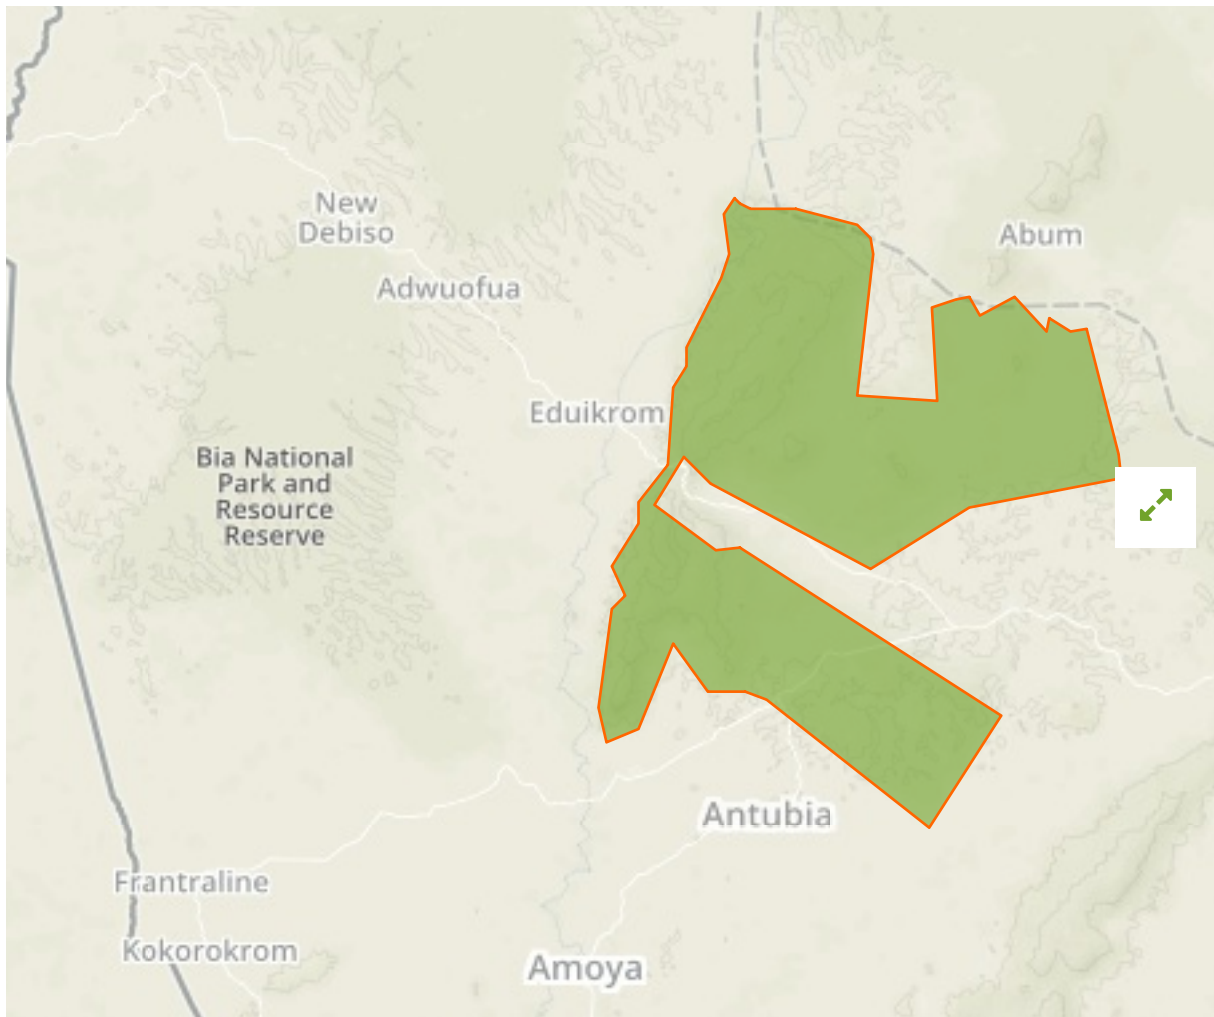 New
Debiso
Abum
Adwuofua
Eduikrom
Bia National
Park and
Resource
Reserve
Antubia
Frantraline
Kokorokrom
Amoya